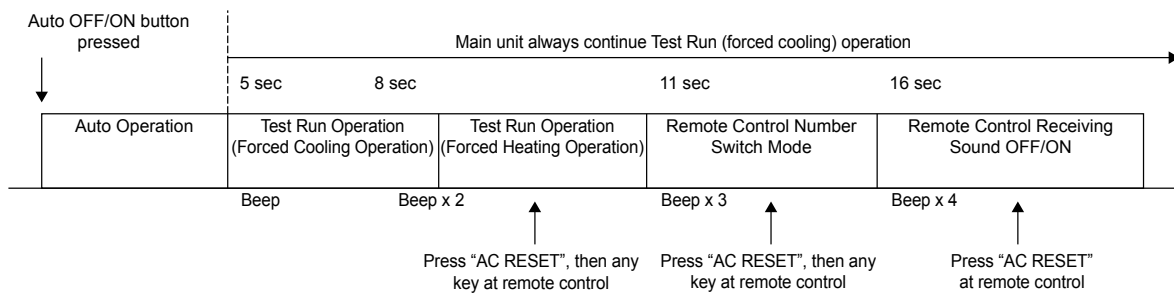 Auto OFF/ON button
pressed
Main unit always continue Test Run (forced cooling) operation
5 sec
8 sec
11 sec
16 sec
Auto Operation
Test Run Operation
(Forced Cooling Operation)
Test Run Operation
(Forced Heating Operation)
Remote Control Number
Switch Mode
Remote Control Receiving
Sound OFF/ON
Beep
Beep x 2
Beep x 3
Beep x 4
Press “AC RESET”, then any
key at remote control
Press “AC RESET”, then any
key at remote control
Press “AC RESET”
at remote control